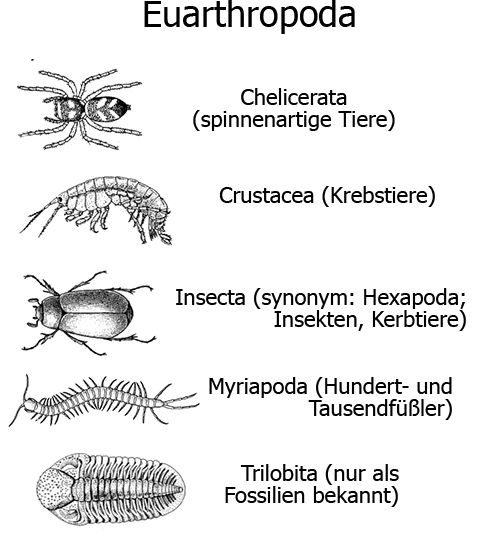 Euarthropoda
Chelicerata
(spinnenartige Tiere)
Crustacea (Krebstiere)
Insecta (synonym: Hexapoda;
Insekten, Kerbtiere)
Myriapoda (Hundert- und
Tausendfüßler)
Trilobita (nur als
Fossilien bekannt)